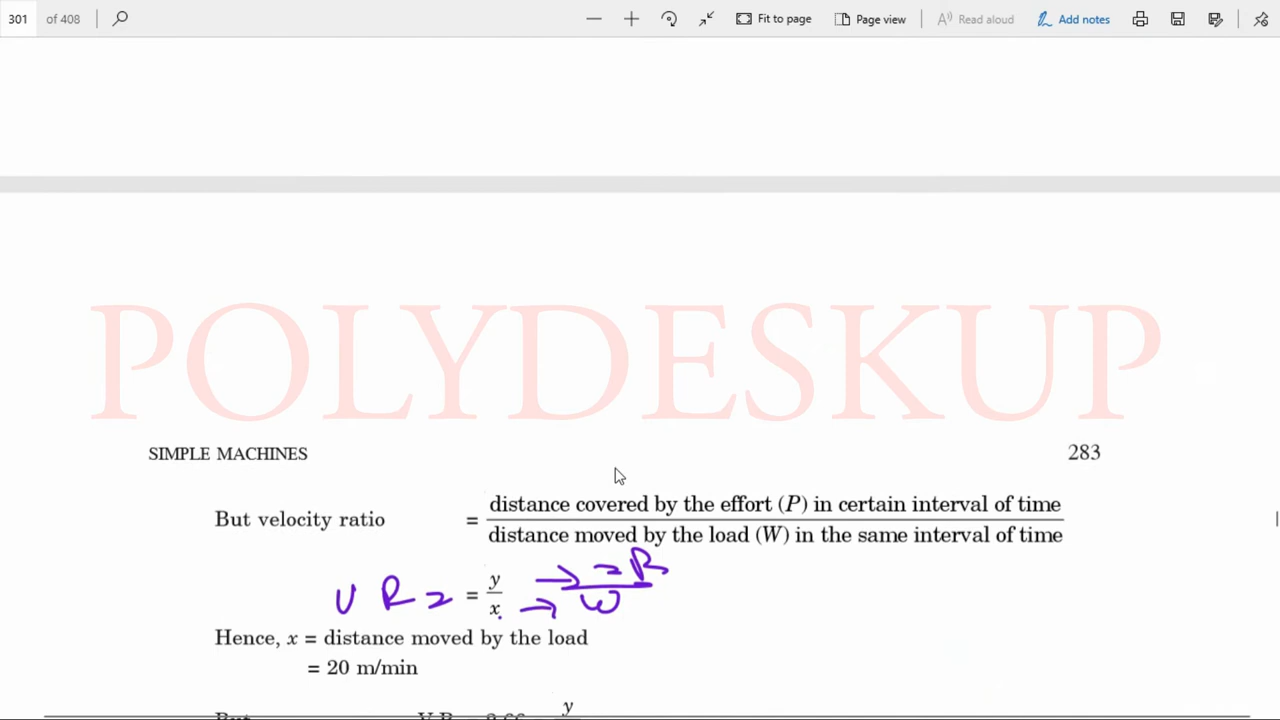 301 of 408 Fit to page Page view Read aloud Add notes
POLYDESKUP
SIMPLE MACHINES 283
But velocity ratio = distance covered by the effort (P) in certain interval of time
distance moved by the load (W) in the same interval of time
V R = y/x → P
→ W
Hence, x = distance moved by the load
= 20 m/min
y